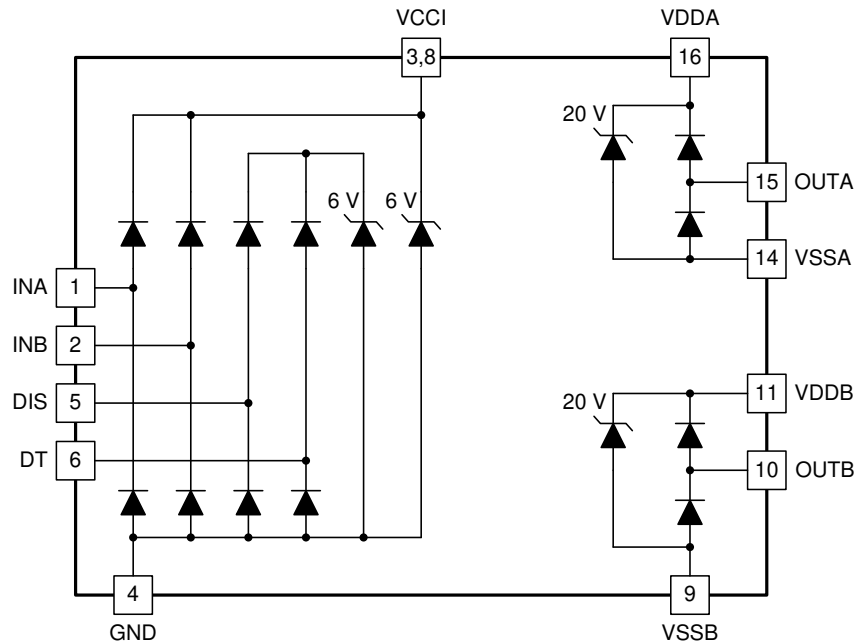 VCCI
VDDA
3,8
16
20 V
15
OUTA
6 V
6 V
14
VSSA
INA
1
INB
2
DIS
5
20 V
11
VDDB
DT
6
10
OUTB
4
9
GND
VSSB